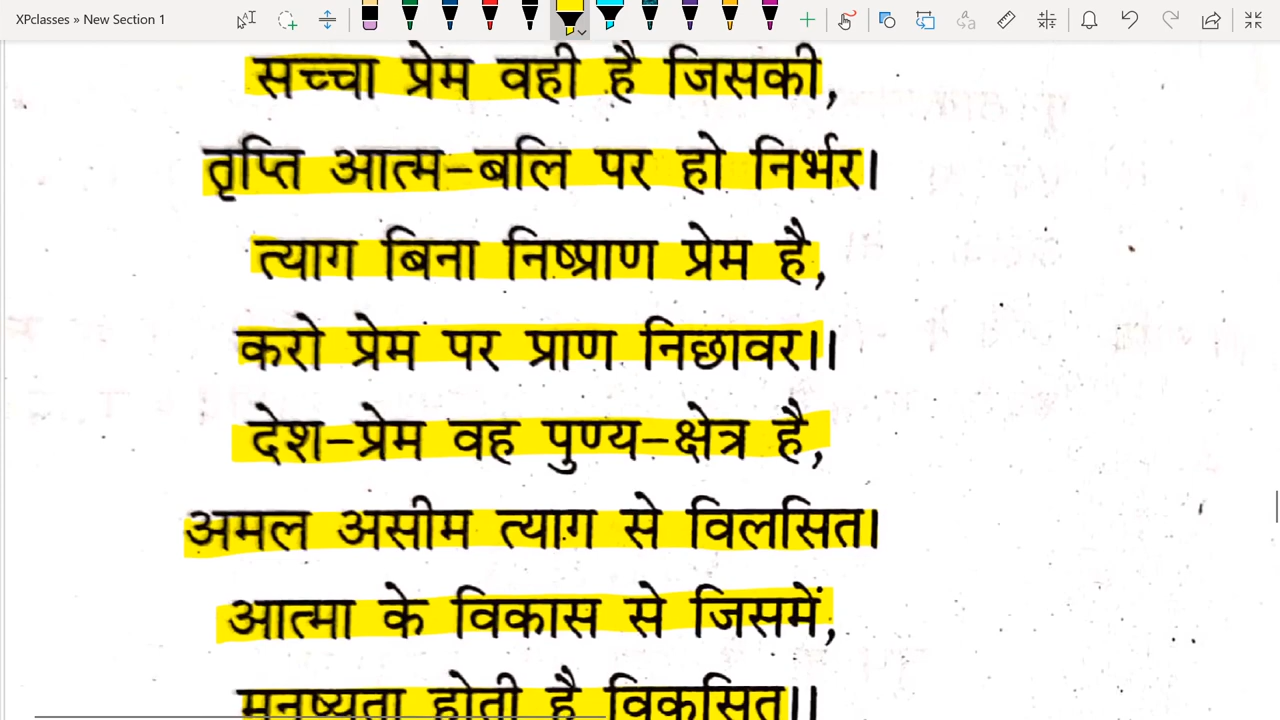 XPclasses » New Section 1
सच्चा प्रेम वही है जिसकी,
तृप्ति आत्म-बलि पर हो निर्भर।
त्याग बिना निष्प्राण प्रेम है,
करो प्रेम पर प्राण निछावर।।
देश-प्रेम वह पुण्य-क्षेत्र है,
अमल असीम त्याग से विलसित।
आत्मा के विकास से जिसमें,
मनुष्यता होती है विकसित।।